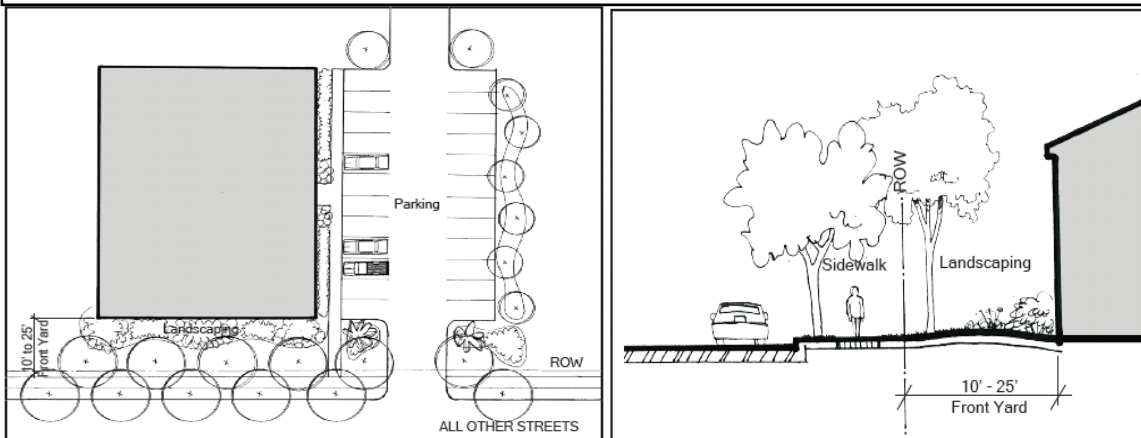 Parking
Landscaping
10' to 25'
Front Yard
ROW
ALL OTHER STREETS
ROW
Sidewalk
Landscaping
10' - 25'
Front Yard